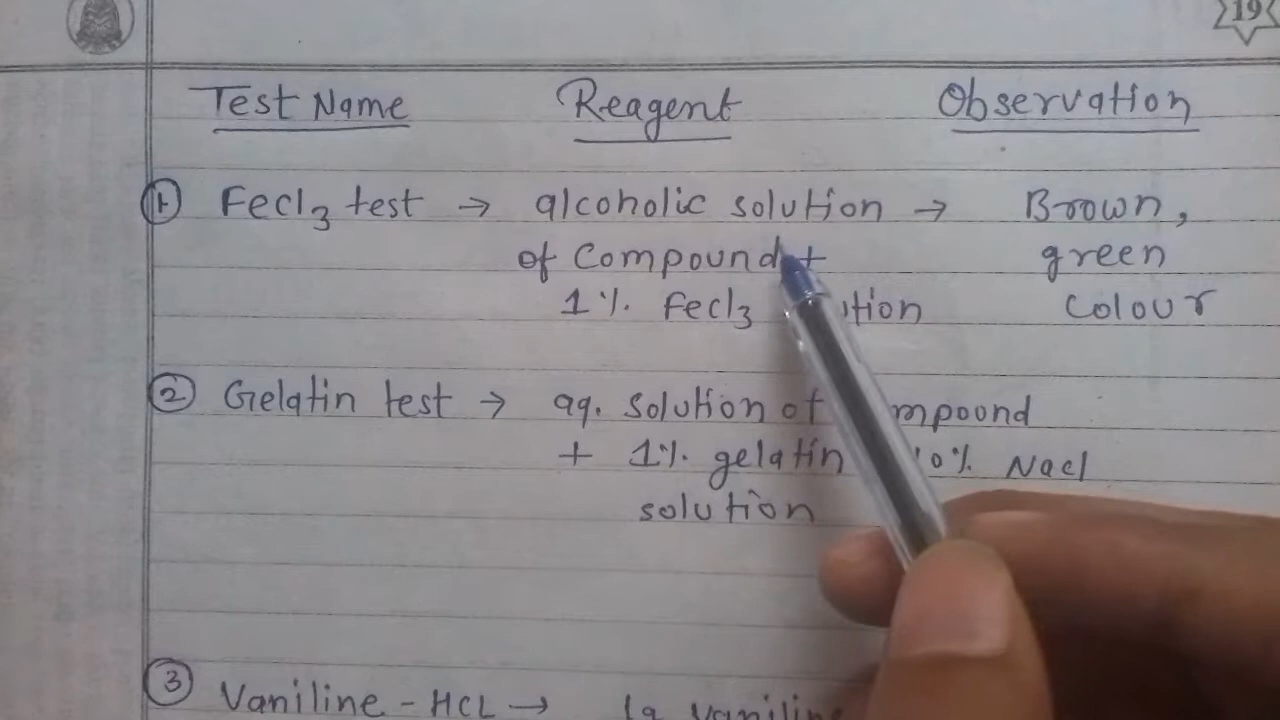 19
Test Name Reagent Observation
1 Fecl3 test → alcoholic solution → Brown,
of compound + green
1%. Fecl3 colour
2 Gelatin test → aq. solution of
+ 1%. gelatin Nacl
solution
3 Vaniline - HCL → vaniline